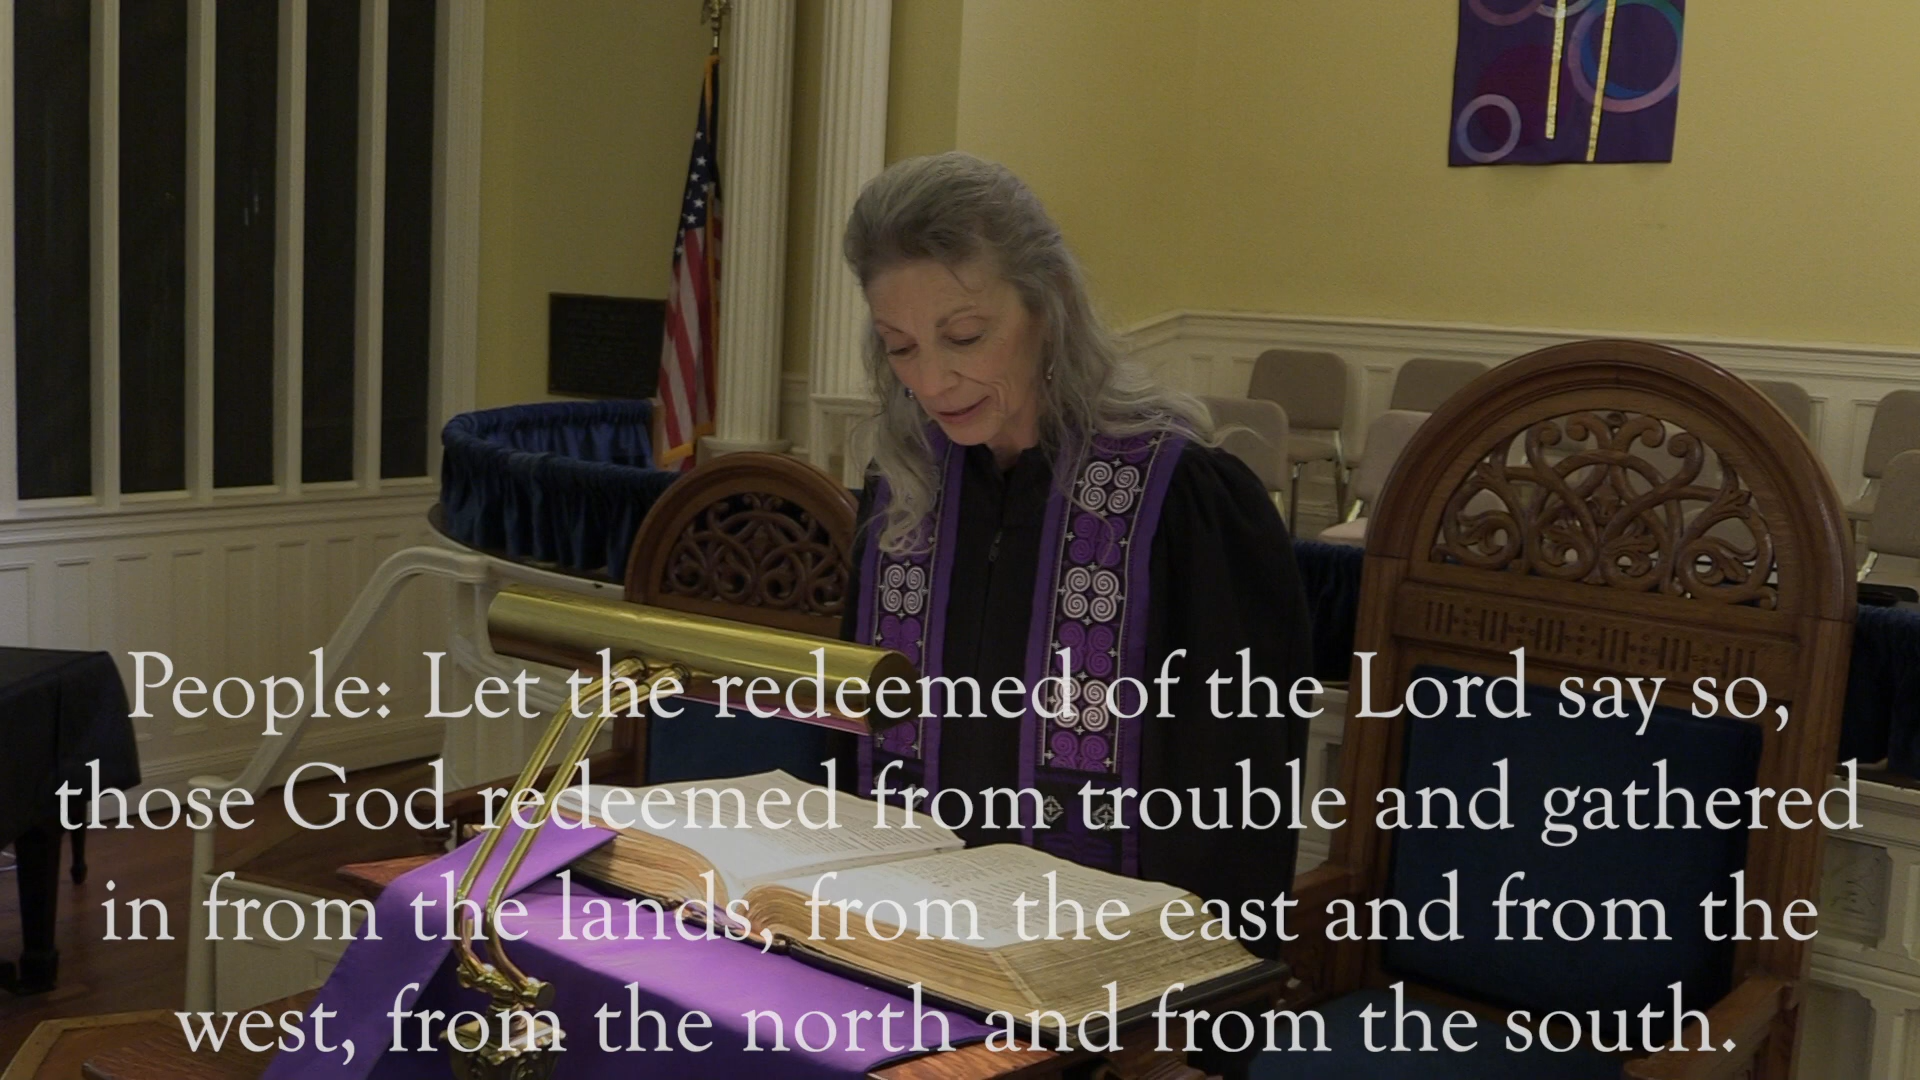 People: Let the redeemed of the Lord say so,
those God redeemed from trouble and gathered
in from the lands, from the east and from the
west, from the north and from the south.